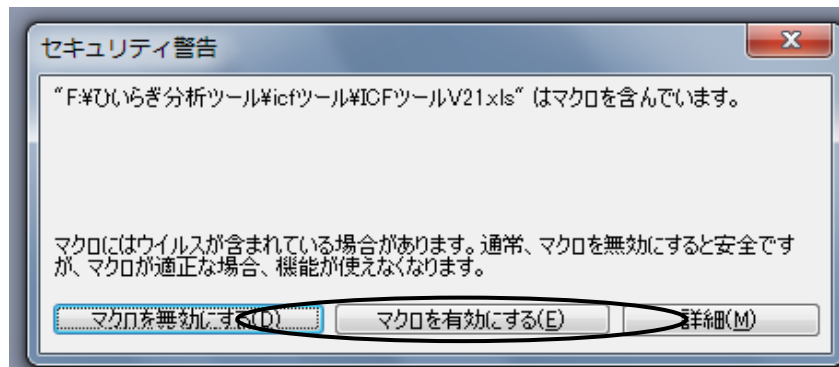 セキュリティ警告
"F:¥ひいらぎ分析ツール¥icfツール¥ICFツールV21xls" はマクロを含んでいます。
マクロにはウイルスが含まれている場合があります。通常、マクロを無効にすると安全です
が、マクロが適正な場合、機能が使えなくなります。
マクロを無効にする(D) マクロを有効にする(E) 詳細(M)